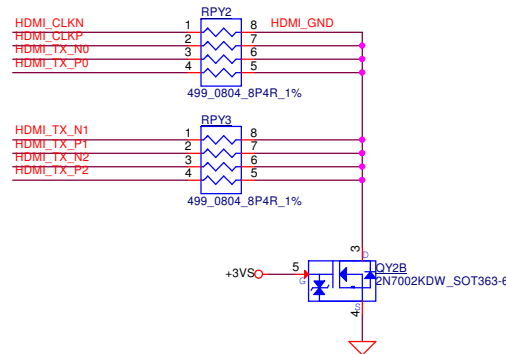 RPY2
HDMI_CLKN 1 8 HDMI_GND
HDMI_CLKP 2 7
HDMI_TX_N0 3 6
HDMI_TX_P0 4 5
499_0804_8P4R_1%
RPY3
HDMI_TX_N1 1 8
HDMI_TX_P1 2 7
HDMI_TX_N2 3 6
HDMI_TX_P2 4 5
499_0804_8P4R_1%
3
D
+3VS 5 G
QY2B
2N7002KDW_SOT363-6
S
4